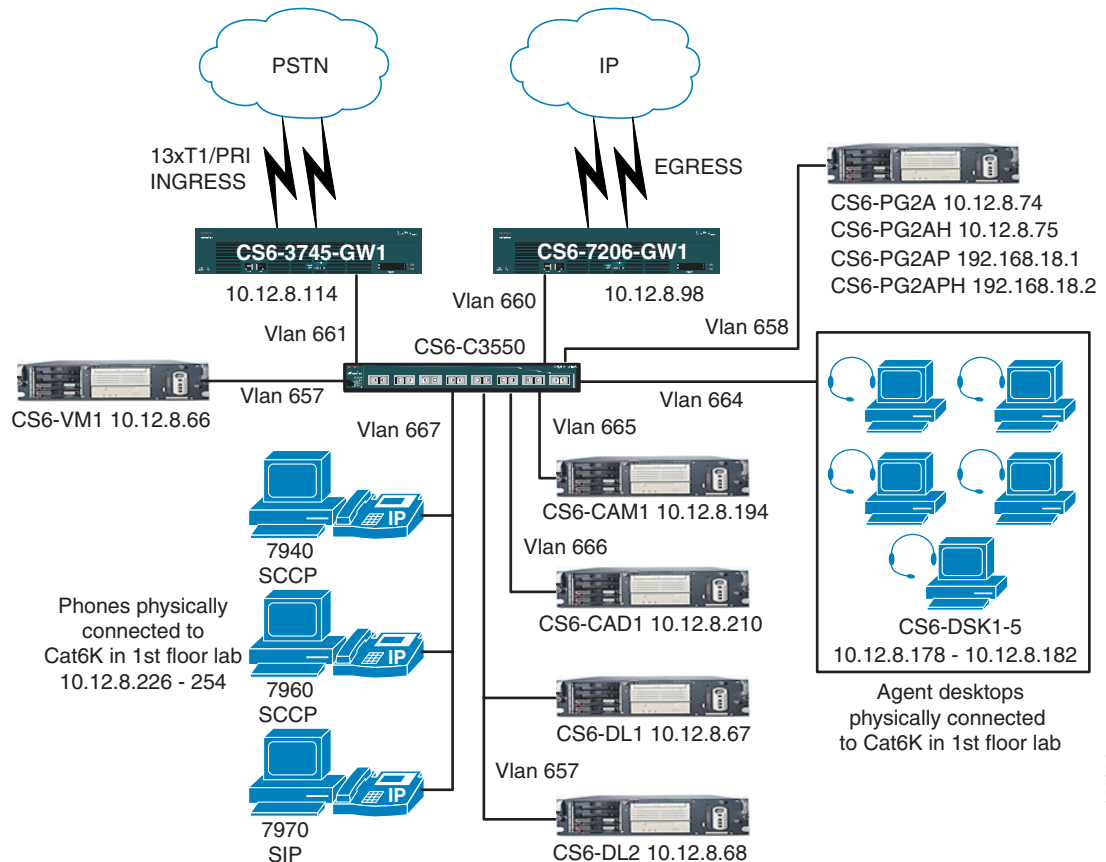 PSTN
IP
13xT1/PRI
INGRESS
EGRESS
CS6-3745-GW1
CS6-7206-GW1
CS6-PG2A 10.12.8.74
CS6-PG2AH 10.12.8.75
CS6-PG2AP 192.168.18.1
CS6-PG2APH 192.168.18.2
10.12.8.114
Vlan 660
10.12.8.98
Vlan 661
Vlan 658
CS6-C3550
Vlan 657
Vlan 664
CS6-VM1 10.12.8.66
Vlan 667
Vlan 665
IP
7940
SCCP
CS6-CAM1 10.12.8.194
Vlan 666
Phones physically
connected to
Cat6K in 1st floor lab
10.12.8.226 - 254
IP
7960
SCCP
CS6-CAD1 10.12.8.210
CS6-DSK1-5
10.12.8.178 - 10.12.8.182
Agent desktops
physically connected
to Cat6K in 1st floor lab
CS6-DL1 10.12.8.67
Vlan 657
IP
7970
SIP
CS6-DL2 10.12.8.68